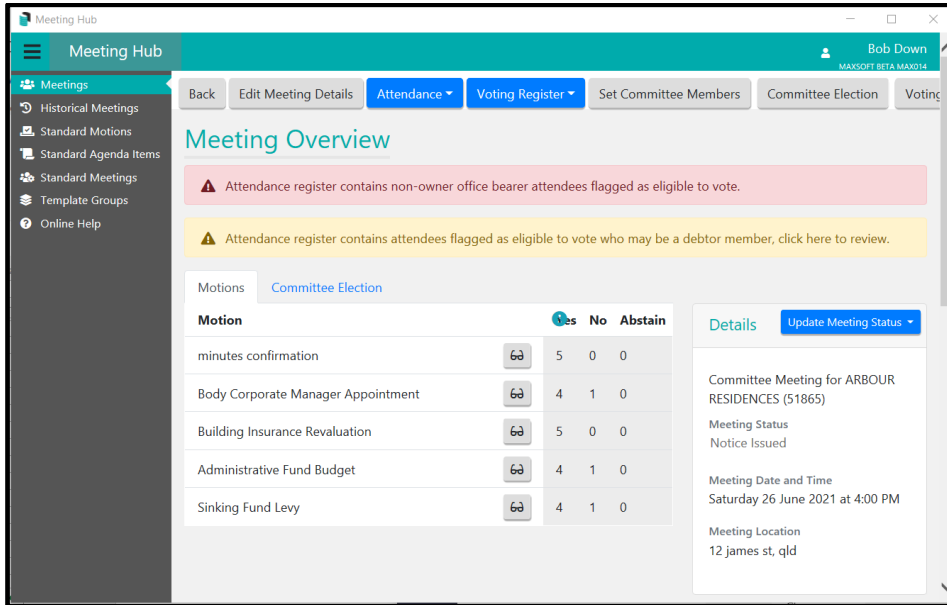 Meeting Hub
Meeting Hub
Bob Down
MAXSOFT BETA MAX014
Meetings
Historical Meetings
Standard Motions
Standard Agenda Items
Standard Meetings
Template Groups
Online Help
Back Edit Meeting Details Attendance Voting Register Set Committee Members Committee Election Voting
Meeting Overview
Attendance register contains non-owner office bearer attendees flagged as eligible to vote.
Attendance register contains attendees flagged as eligible to vote who may be a debtor member, click here to review.
Motions Committee Election
Motion Yes No Abstain
minutes confirmation 5 0 0
Body Corporate Manager Appointment 4 1 0
Building Insurance Revaluation 5 0 0
Administrative Fund Budget 4 1 0
Sinking Fund Levy 4 1 0
Details Update Meeting Status
Committee Meeting for ARBOUR
RESIDENCES (51865)
Meeting Status
Notice Issued
Meeting Date and Time
Saturday 26 June 2021 at 4:00 PM
Meeting Location
12 james st, qld